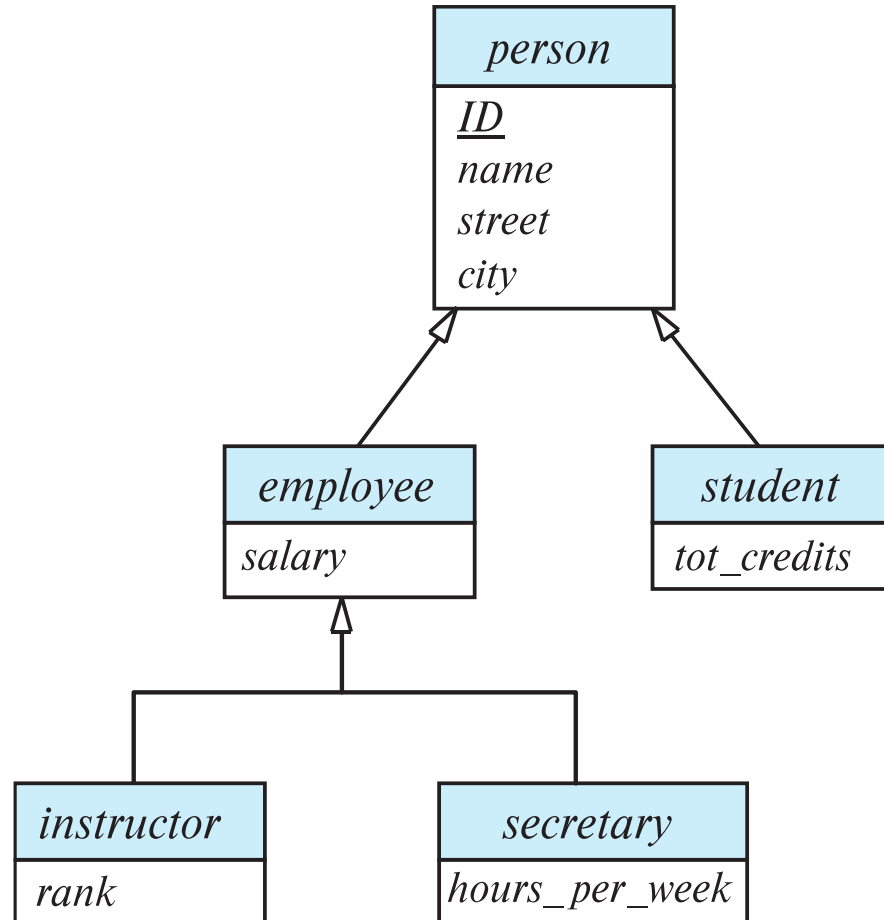 person
ID
name
street
city
employee
salary
student
tot_credits
instructor
rank
secretary
hours_per_week